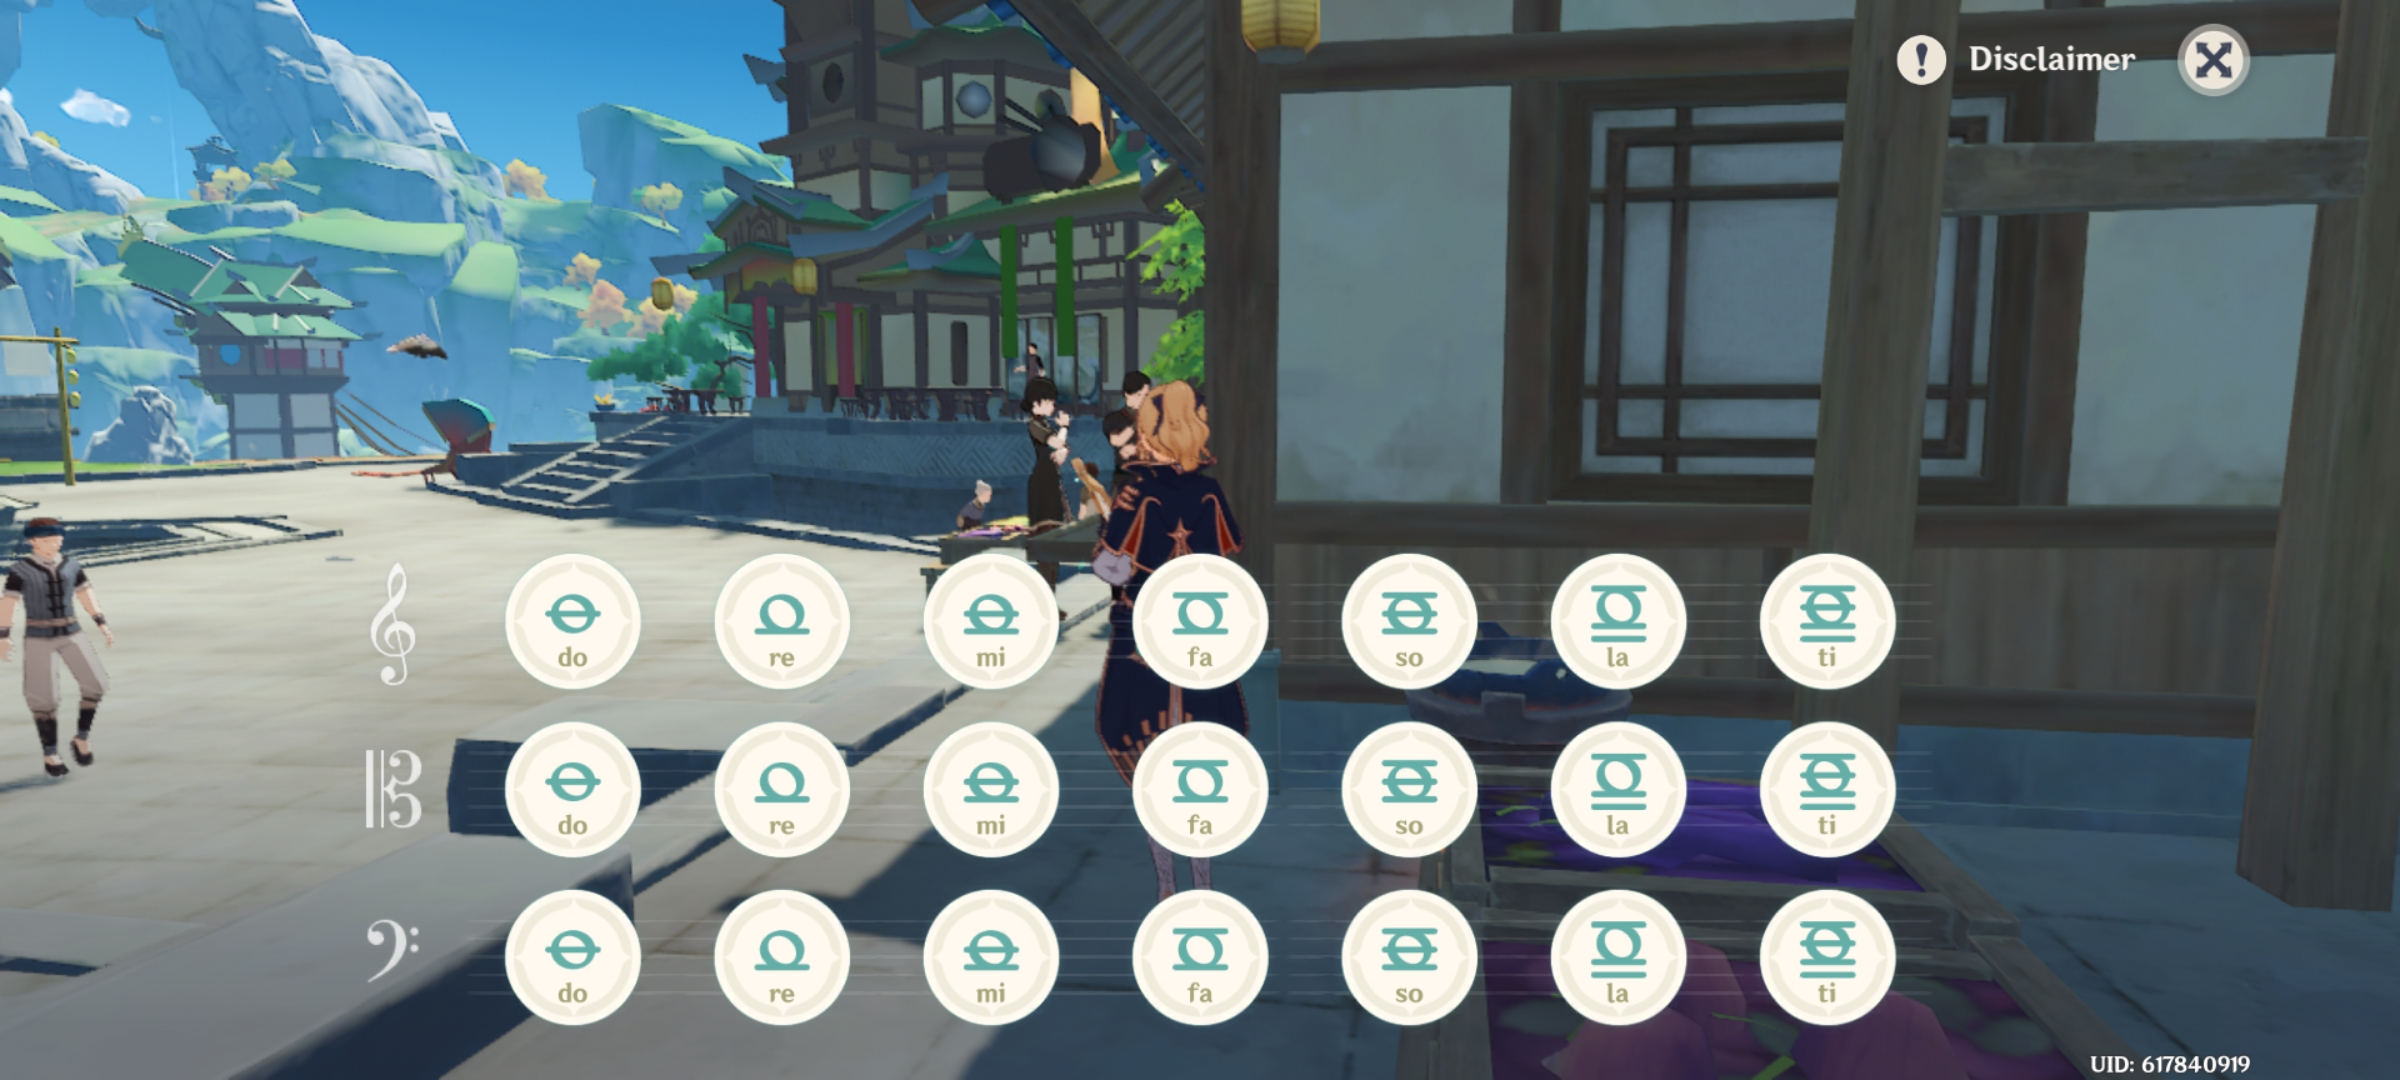 Disclaimer
do re mi fa so la ti
do re mi fa so la ti
do re mi fa so la ti
UID: 617840919